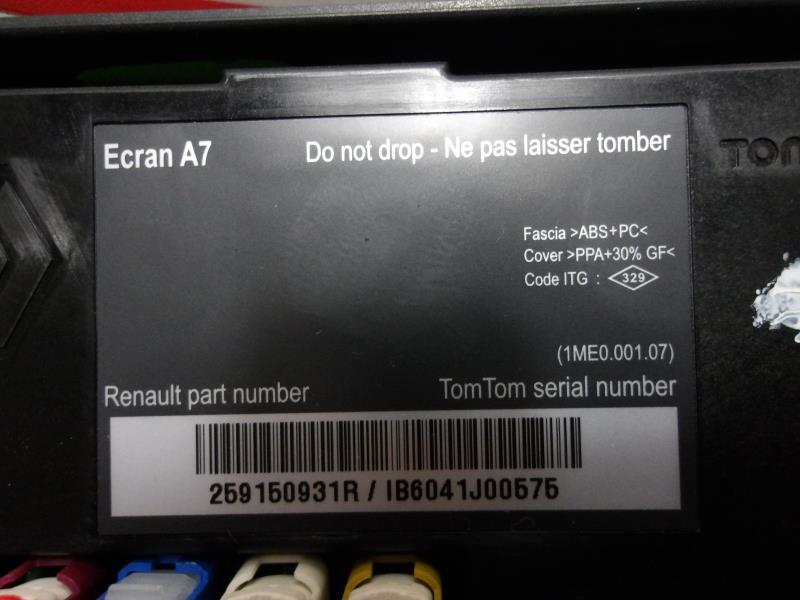 Ecran A7
Do not drop - Ne pas laisser tomber
Fascia >ABS+PC<
Cover >PPA+30% GF<
Code ITG : 329
(1ME0.001.07)
Renault part number
TomTom serial number
259150931R / IB6041J00575